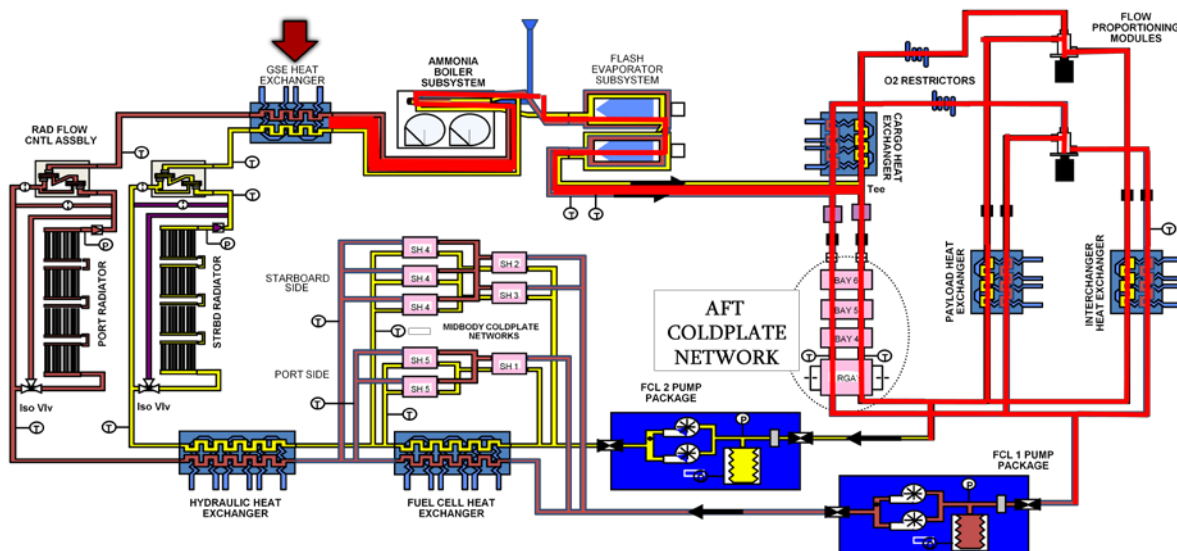 GSE HEAT
EXCHANGER
AMMONIA
BOILER
SUBSYSTEM
FLASH
EVAPORATOR
SUBSYSTEM
FLOW
PROPORTIONING
MODULES
O2 RESTRICTORS
RAD FLOW
CNTL ASSBLY
CARGO HEAT
EXCHANGER
Tee
T
T
T
T
T
P
P
PORT RADIATOR
STRBD RADIATOR
Iso Vlv
Iso Vlv
T
T
STARBOARD
SIDE
SH 4
SH 4
SH 4
SH 2
SH 3
T
T
MIDBODY COLDPLATE
NETWORKS
PORT SIDE
SH 5
SH 5
SH 1
T
T
AFT
COLDPLATE
NETWORK
BAY 6
BAY 5
BAY 4
RGA
T
T
PAYLOAD HEAT
EXCHANGER
INTERCHANGER
HEAT EXCHANGER
T
FCL 2 PUMP
PACKAGE
P
FCL 1 PUMP
PACKAGE
P
HYDRAULIC HEAT
EXCHANGER
FUEL CELL HEAT
EXCHANGER